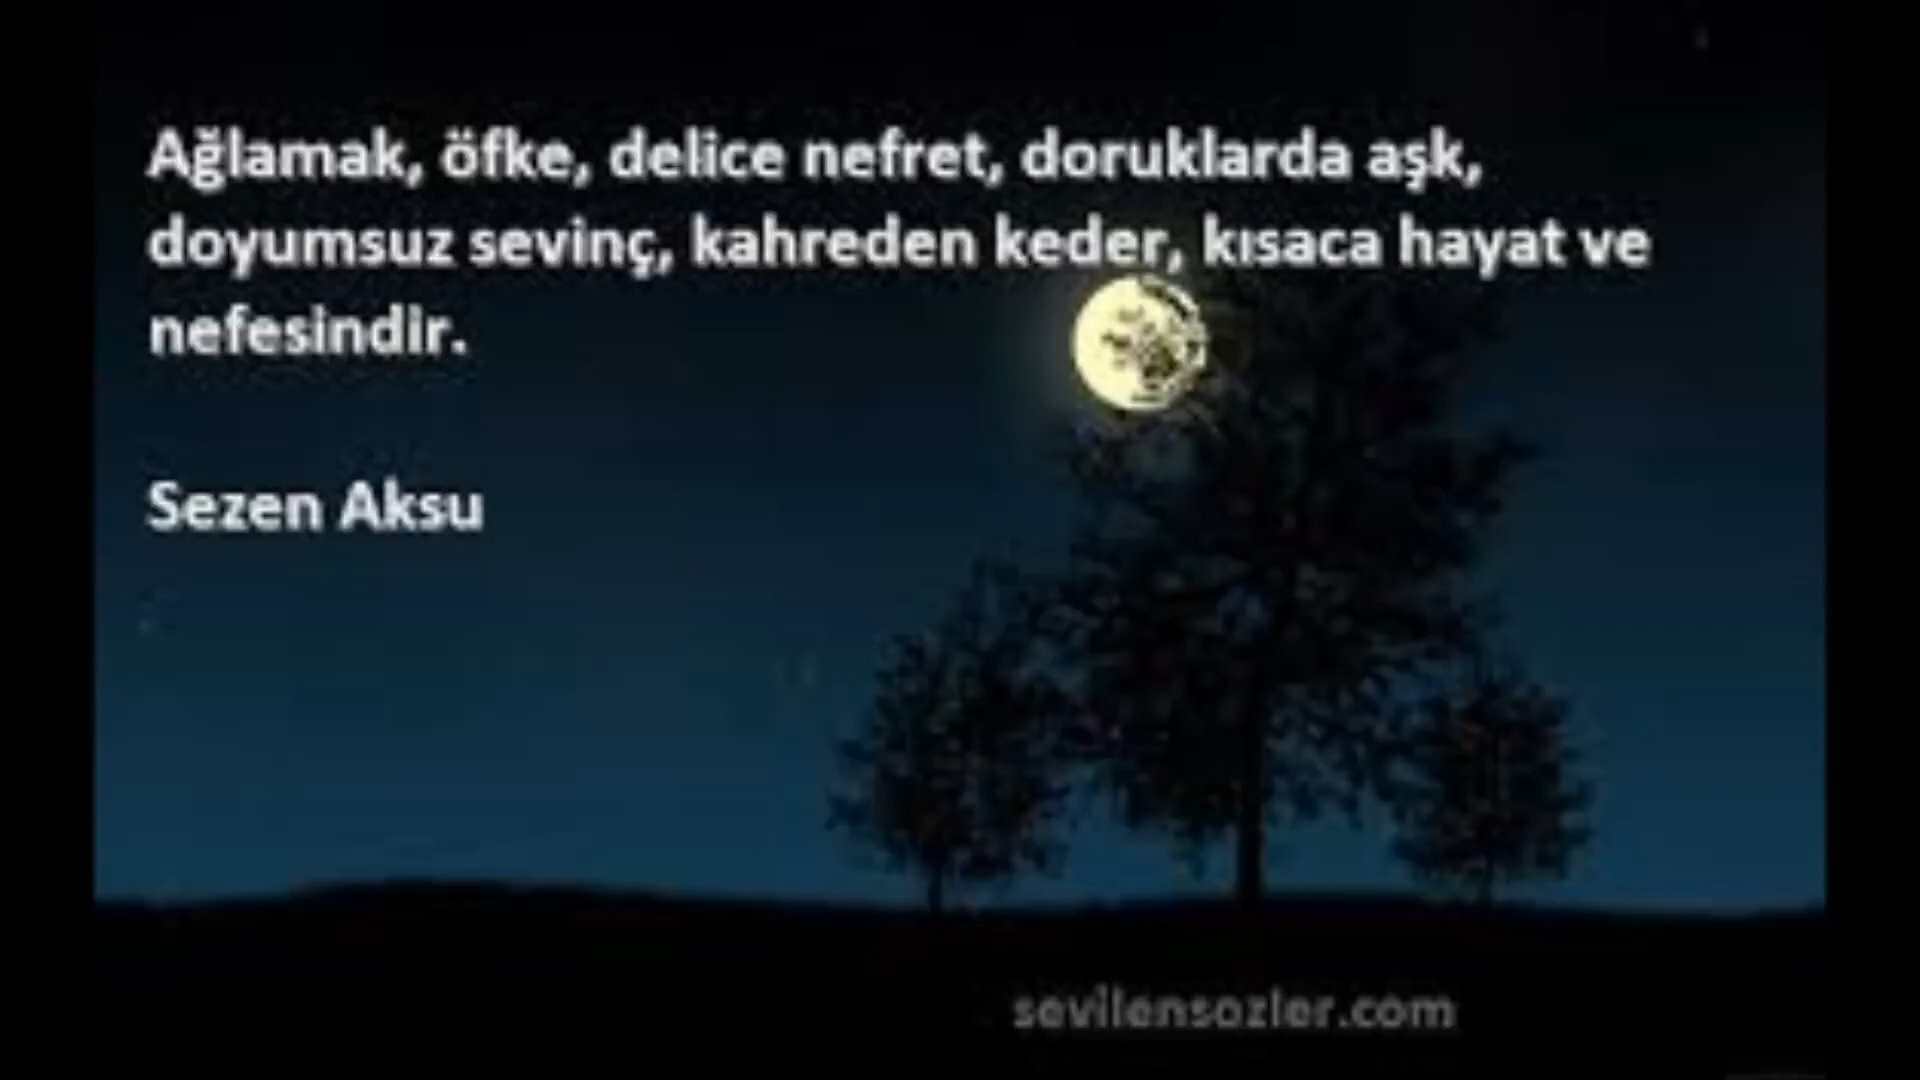 Ağlamak, öfke, delice nefret, doruklarda aşk,
doyumsuz sevinç, kahreden keder, kısaca hayat ve
nefesindir.
Sezen Aksu
sevilensozler.com